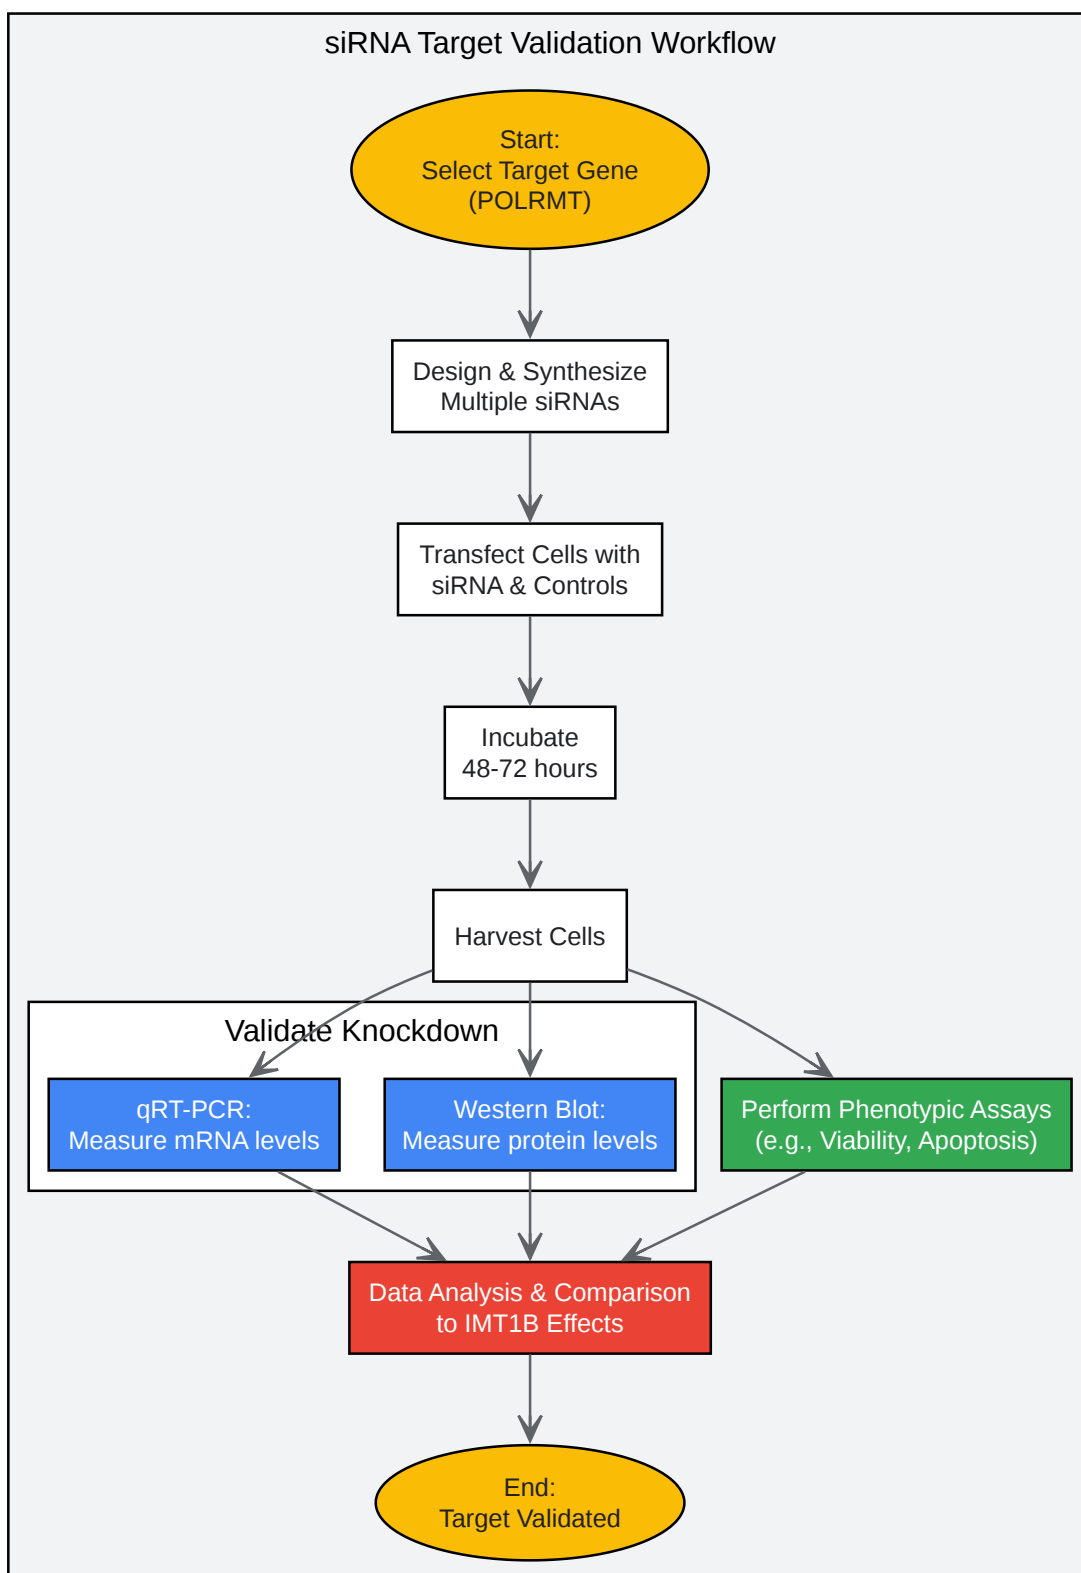 siRNA Target Validation Workflow
Start:
Select Target Gene
(POLRMT)
Design & Synthesize
Multiple siRNAs
Transfect Cells with
siRNA & Controls
Incubate
48-72 hours
Harvest Cells
Validate Knockdown
qRT-PCR:
Measure mRNA levels
Western Blot:
Measure protein levels
Perform Phenotypic Assays
(e.g., Viability, Apoptosis)
Data Analysis & Comparison
to IMT1B Effects
End:
Target Validated